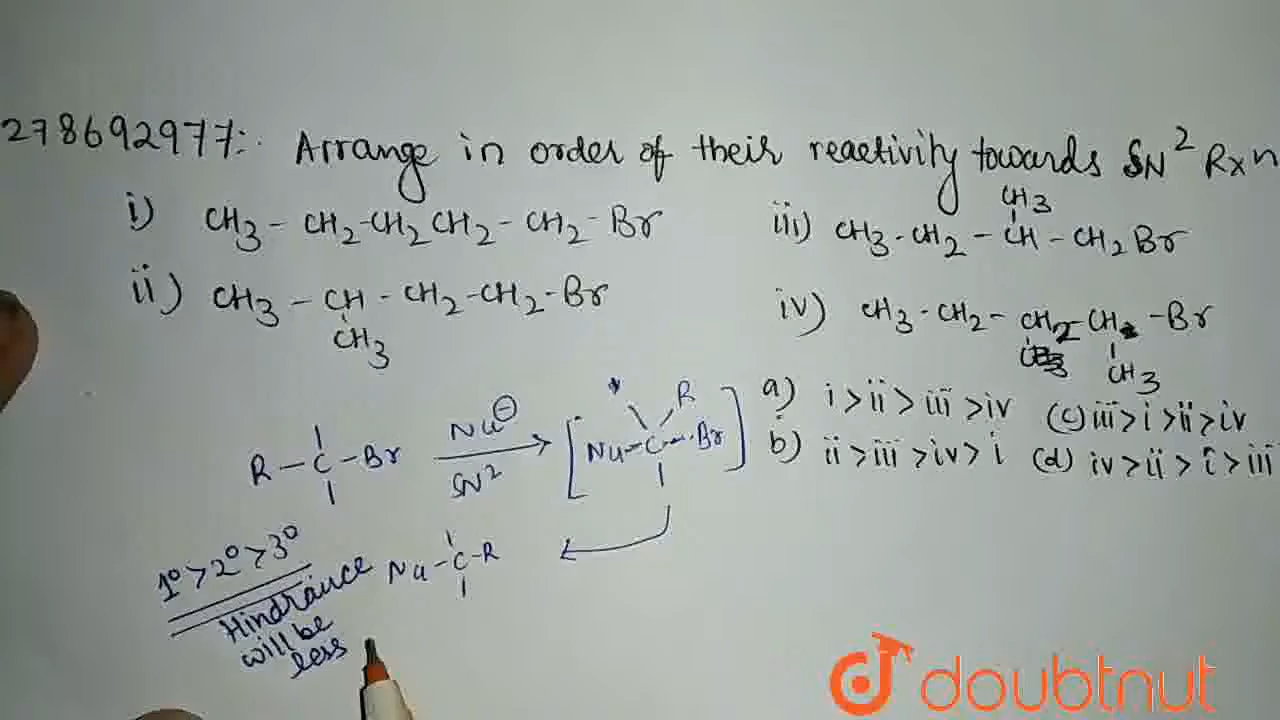 278692977:. Arrange in order of their reactivity towards SN² Rxn
i) CH3 - CH2-CH2 CH2 - CH2 - Br
ii) CH3 - CH - CH2 - CH2 - Br
CH3
CH3
iii) CH3 - CH2 - CH - CH2 Br
iv) CH3 - CH2 - CH2 - CH - Br
CH3
a) i > ii > iii > iv
(c) iii > i > ii > iv
b) ii > iii > iv > i
(d) iv > ii > i > iii
R - C - Br
Nu⊖
SN²
[Nu - C - Br]
R
Nu - C - R
1° > 2° > 3°
Hindrance
will be
less
doubtnut